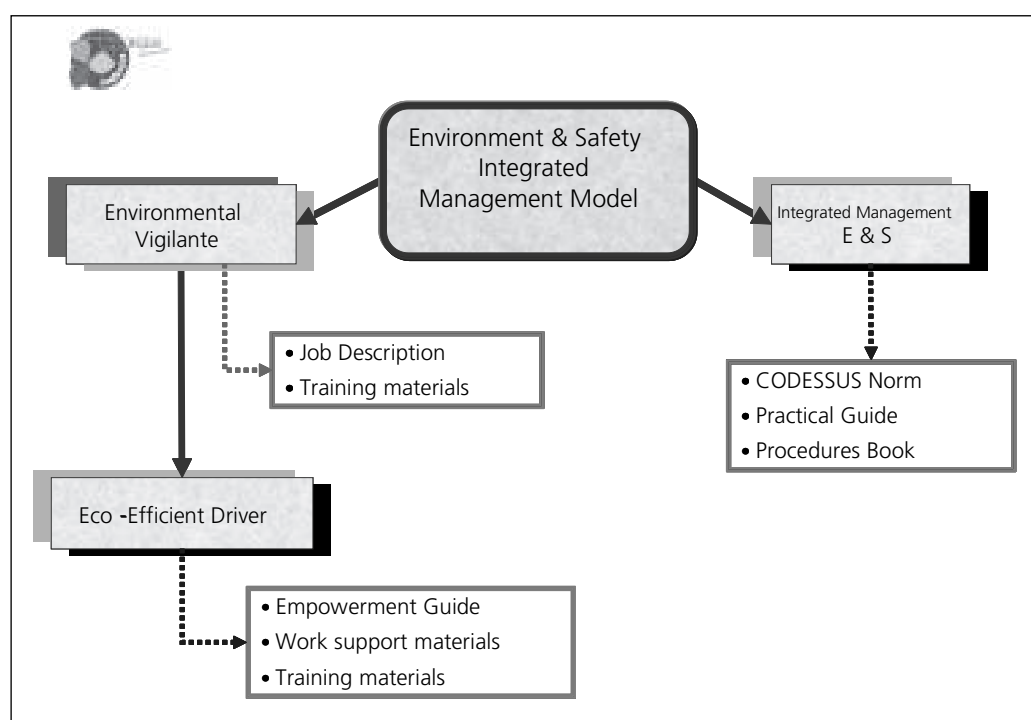 Environment & Safety
Integrated
Management Model
Environmental
Vigilante
Integrated Management
E & S
• Job Description
• Training materials
• CODESSUS Norm
• Practical Guide
• Procedures Book
Eco -Efficient Driver
• Empowerment Guide
• Work support materials
• Training materials